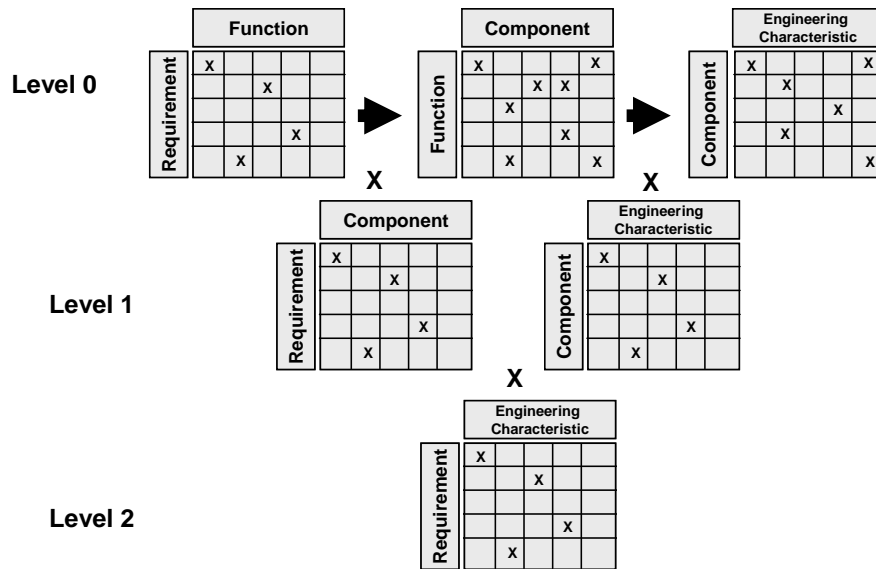 Function
Component
Engineering
Characteristic
Level 0
Requirement
X
X
X
X
Function
X X
X X
X
X
X X
Component
X X
X
X
X
X
X X
Component
Engineering
Characteristic
Level 1
Requirement
X
X
X
X
Component
X
X
X
X
X
Engineering
Characteristic
Level 2
Requirement
X
X
X
X